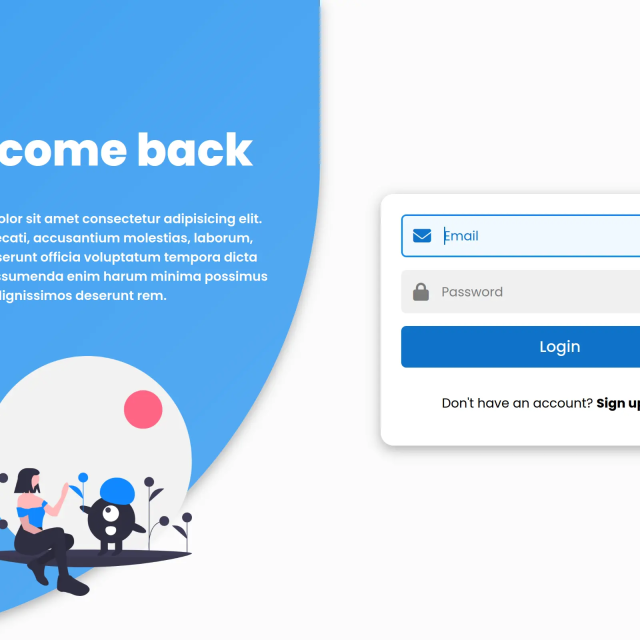 come back
olor sit amet consectetur adipisicing elit.
ecati, accusantium molestias, laborum,
serunt officia voluptatum tempora dicta
ssumenda enim harum minima possimus
dignissimos deserunt rem.
Email
Password
Login
Don't have an account? Sign up